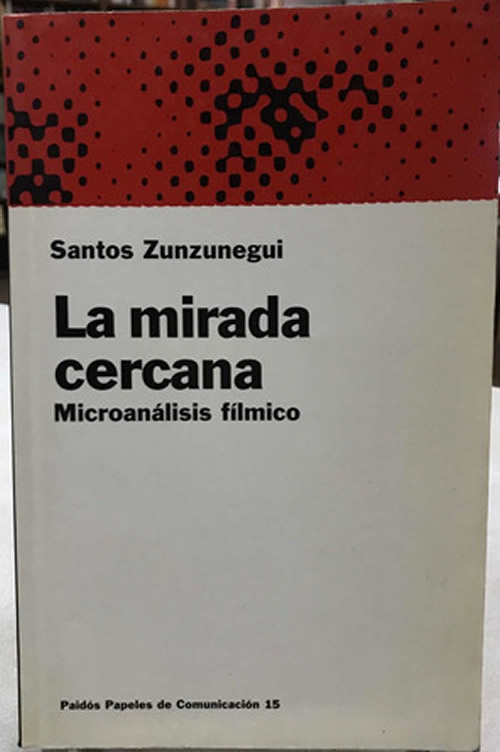 Santos Zunzunegui
La mirada
cercana
Microanálisis fílmico
Paidós Papeles de Comunicación 15